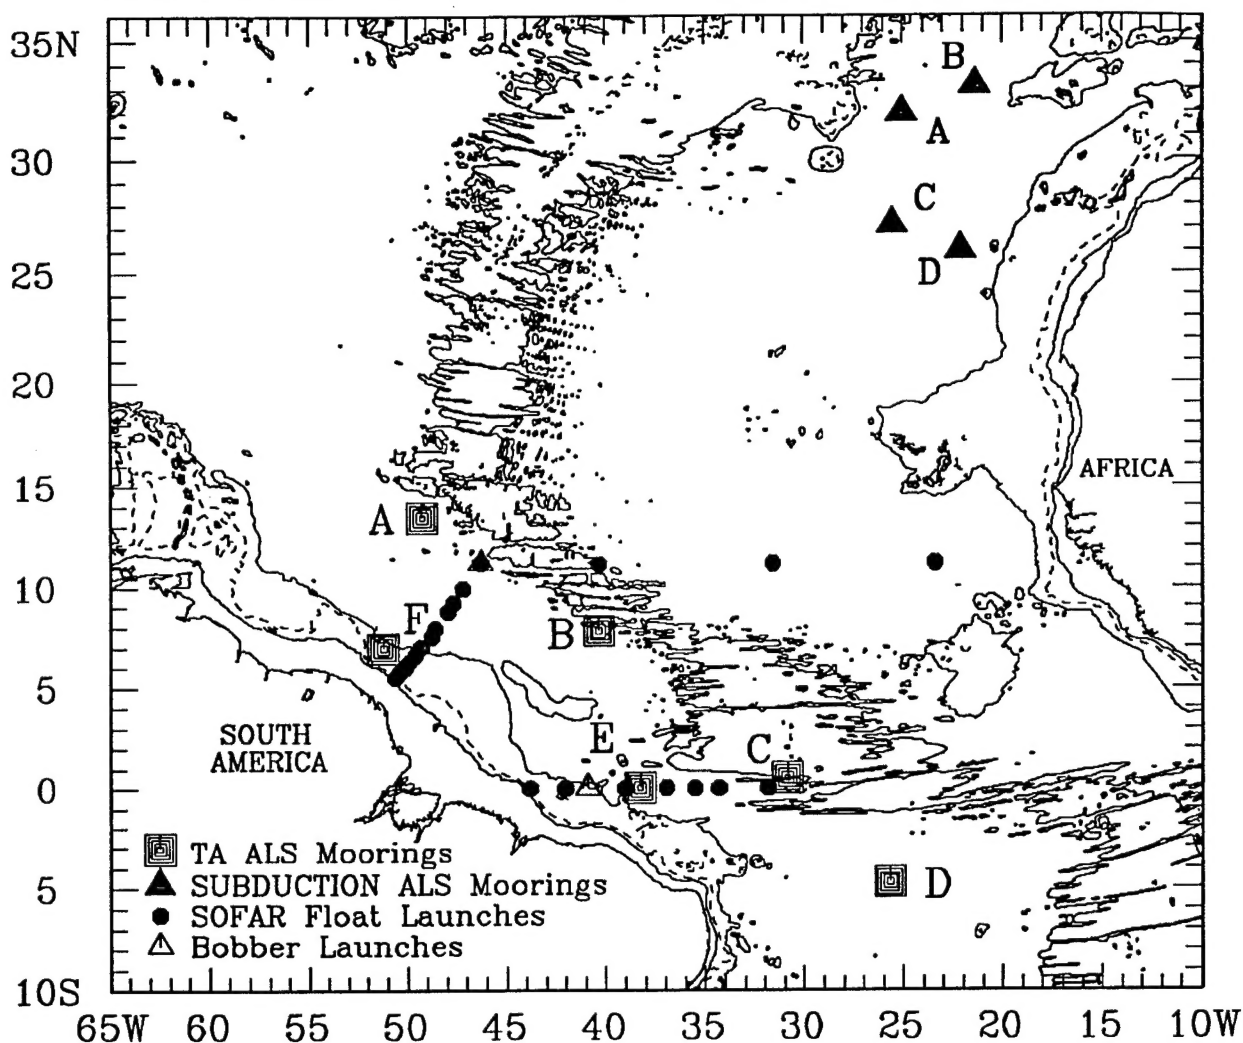 35N
30
25
20
15
10
5
0
5
10S
B
A
C
D
AFRICA
A
F
B
E
C
SOUTH
AMERICA
D
TA ALS Moorings
SUBDUCTION ALS Moorings
SOFAR Float Launches
Bobber Launches
65W 60 55 50 45 40 35 30 25 20 15 10W